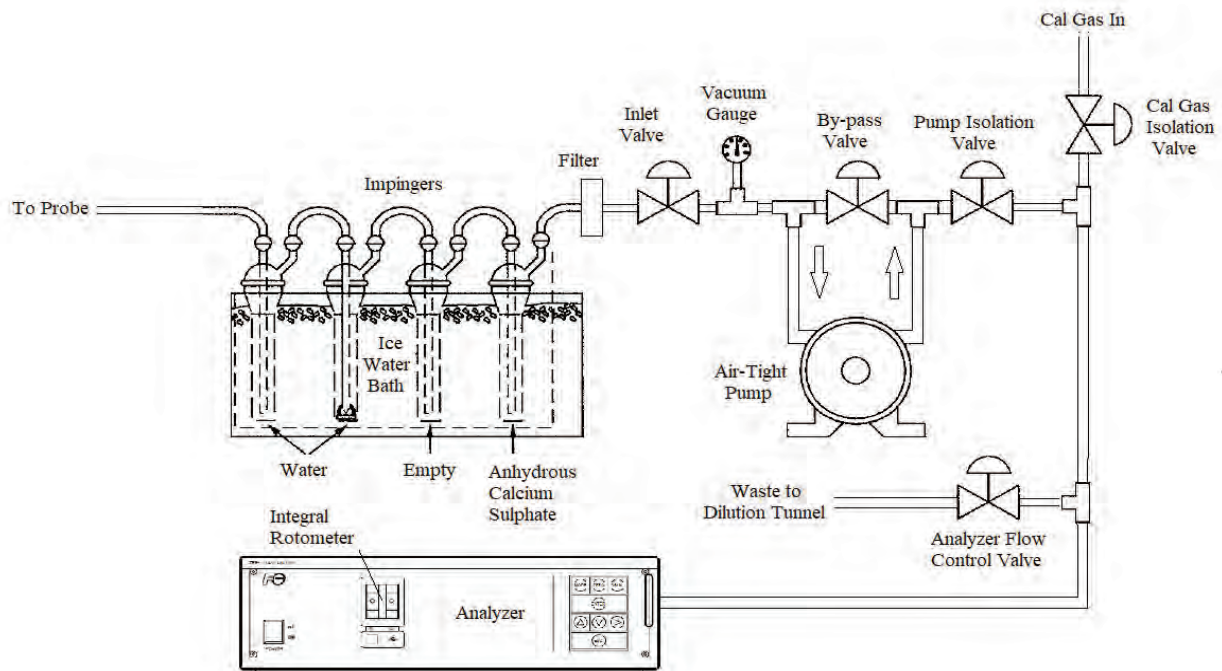 Cal Gas In
Vacuum
Gauge
Inlet
Valve
By-pass
Valve
Pump Isolation
Valve
Cal Gas
Isolation
Valve
Filter
Impingers
To Probe
Ice
Water
Bath
Air-Tight
Pump
Water
Empty
Anhydrous
Calcium
Sulphate
Waste to
Dilution Tunnel
Integral
Rotometer
Analyzer Flow
Control Valve
Analyzer
POWER